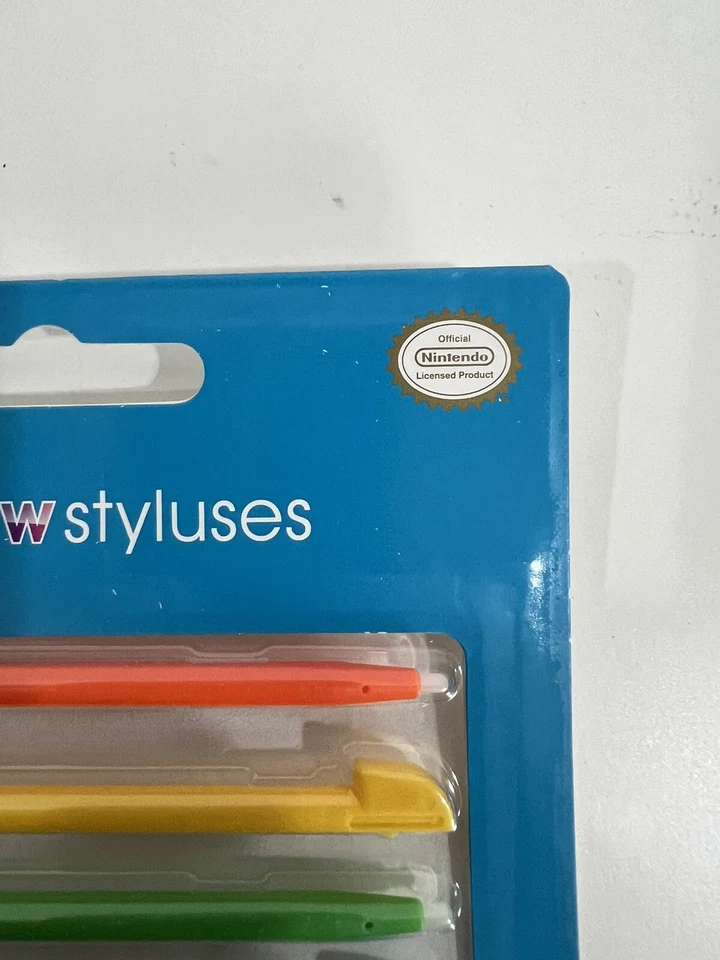 Official
Nintendo
Licensed Product
w styluses